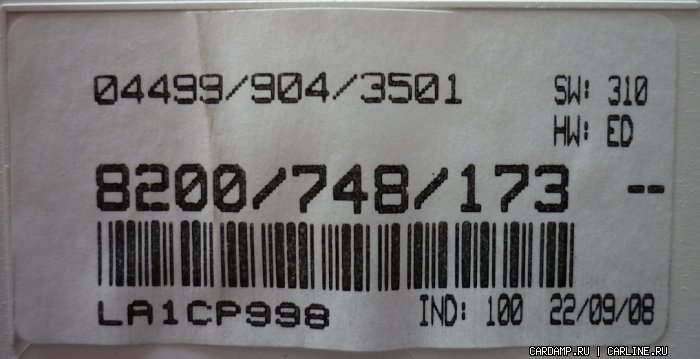 04499/904/3501 SW: 310
HW: ED
8200/748/173 --
LA1CP998 IND: 100 22/09/08
CARDAMP.RU | CARLINE.RU